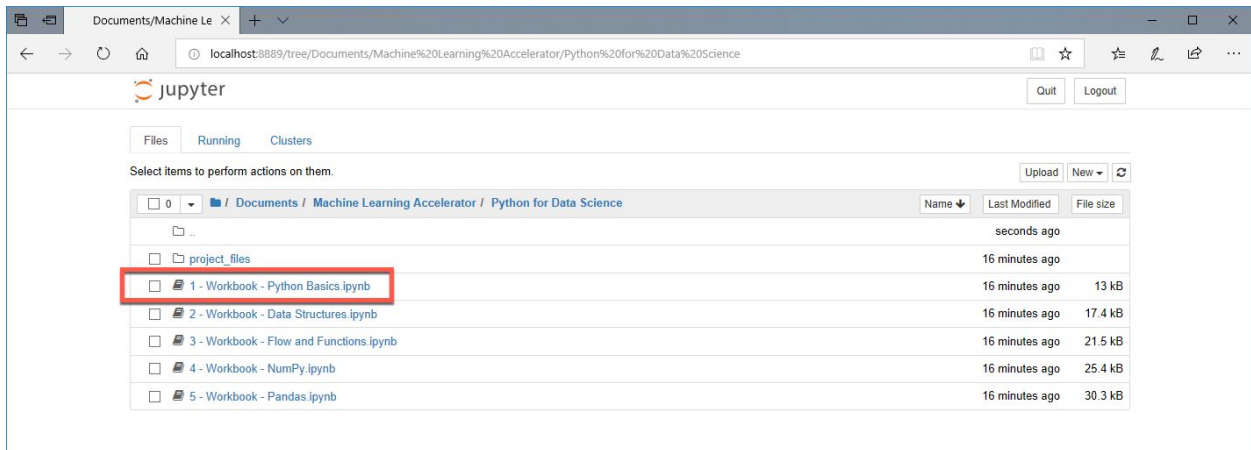 Documents/Machine Le
localhost:8889/tree/Documents/Machine%20Learning%20Accelerator/Python%20for%20Data%20Science
jupyter Quit Logout
Files Running Clusters
Select items to perform actions on them. Upload New
0 / Documents / Machine Learning Accelerator / Python for Data Science Name Last Modified File size
.. seconds ago
project_files 16 minutes ago
1 - Workbook - Python Basics.ipynb 16 minutes ago 13 kB
2 - Workbook - Data Structures.ipynb 16 minutes ago 17.4 kB
3 - Workbook - Flow and Functions.ipynb 16 minutes ago 21.5 kB
4 - Workbook - NumPy.ipynb 16 minutes ago 25.4 kB
5 - Workbook - Pandas.ipynb 16 minutes ago 30.3 kB